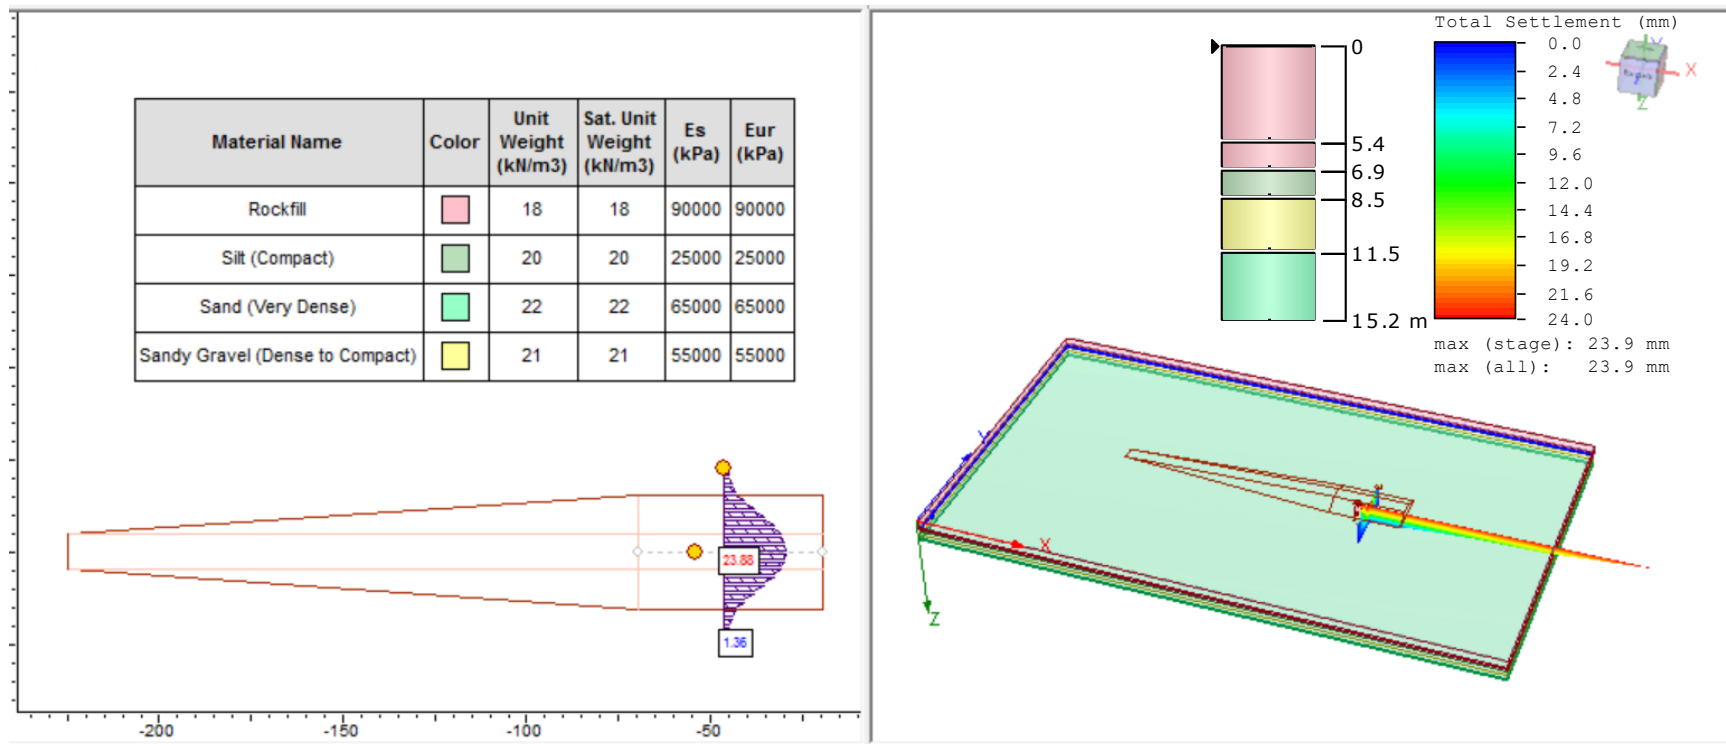 Material Name Color Unit Weight (kN/m3) Sat. Unit Weight (kN/m3) Es (kPa) Eur (kPa)
Rockfill 18 18 90000 90000
Silt (Compact) 20 20 25000 25000
Sand (Very Dense) 22 22 65000 65000
Sandy Gravel (Dense to Compact) 21 21 55000 55000
23.88
1.36
-200 -150 -100 -50
0
5.4
6.9
8.5
11.5
15.2 m
Total Settlement (mm)
0.0
2.4
4.8
7.2
9.6
12.0
14.4
16.8
19.2
21.6
24.0
max (stage): 23.9 mm
max (all): 23.9 mm
X
Z
X
Z